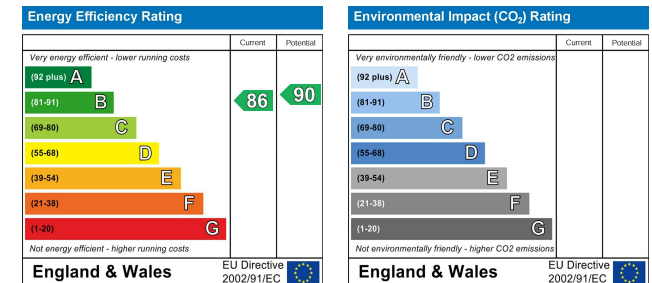 Energy Efficiency Rating
Current Potential
Very energy efficient - lower running costs
(92 plus) A
(81-91) B
(69-80) C
(55-68) D
(39-54) E
(21-38) F
(1-20) G
86
90
Not energy efficient - higher running costs
England & Wales
EU Directive
2002/91/EC
Environmental Impact (CO2) Rating
Current Potential
Very environmentally friendly - lower CO2 emissions
(92 plus) A
(81-91) B
(69-80) C
(55-68) D
(39-54) E
(21-38) F
(1-20) G
Not environmentally friendly - higher CO2 emissions
England & Wales
EU Directive
2002/91/EC